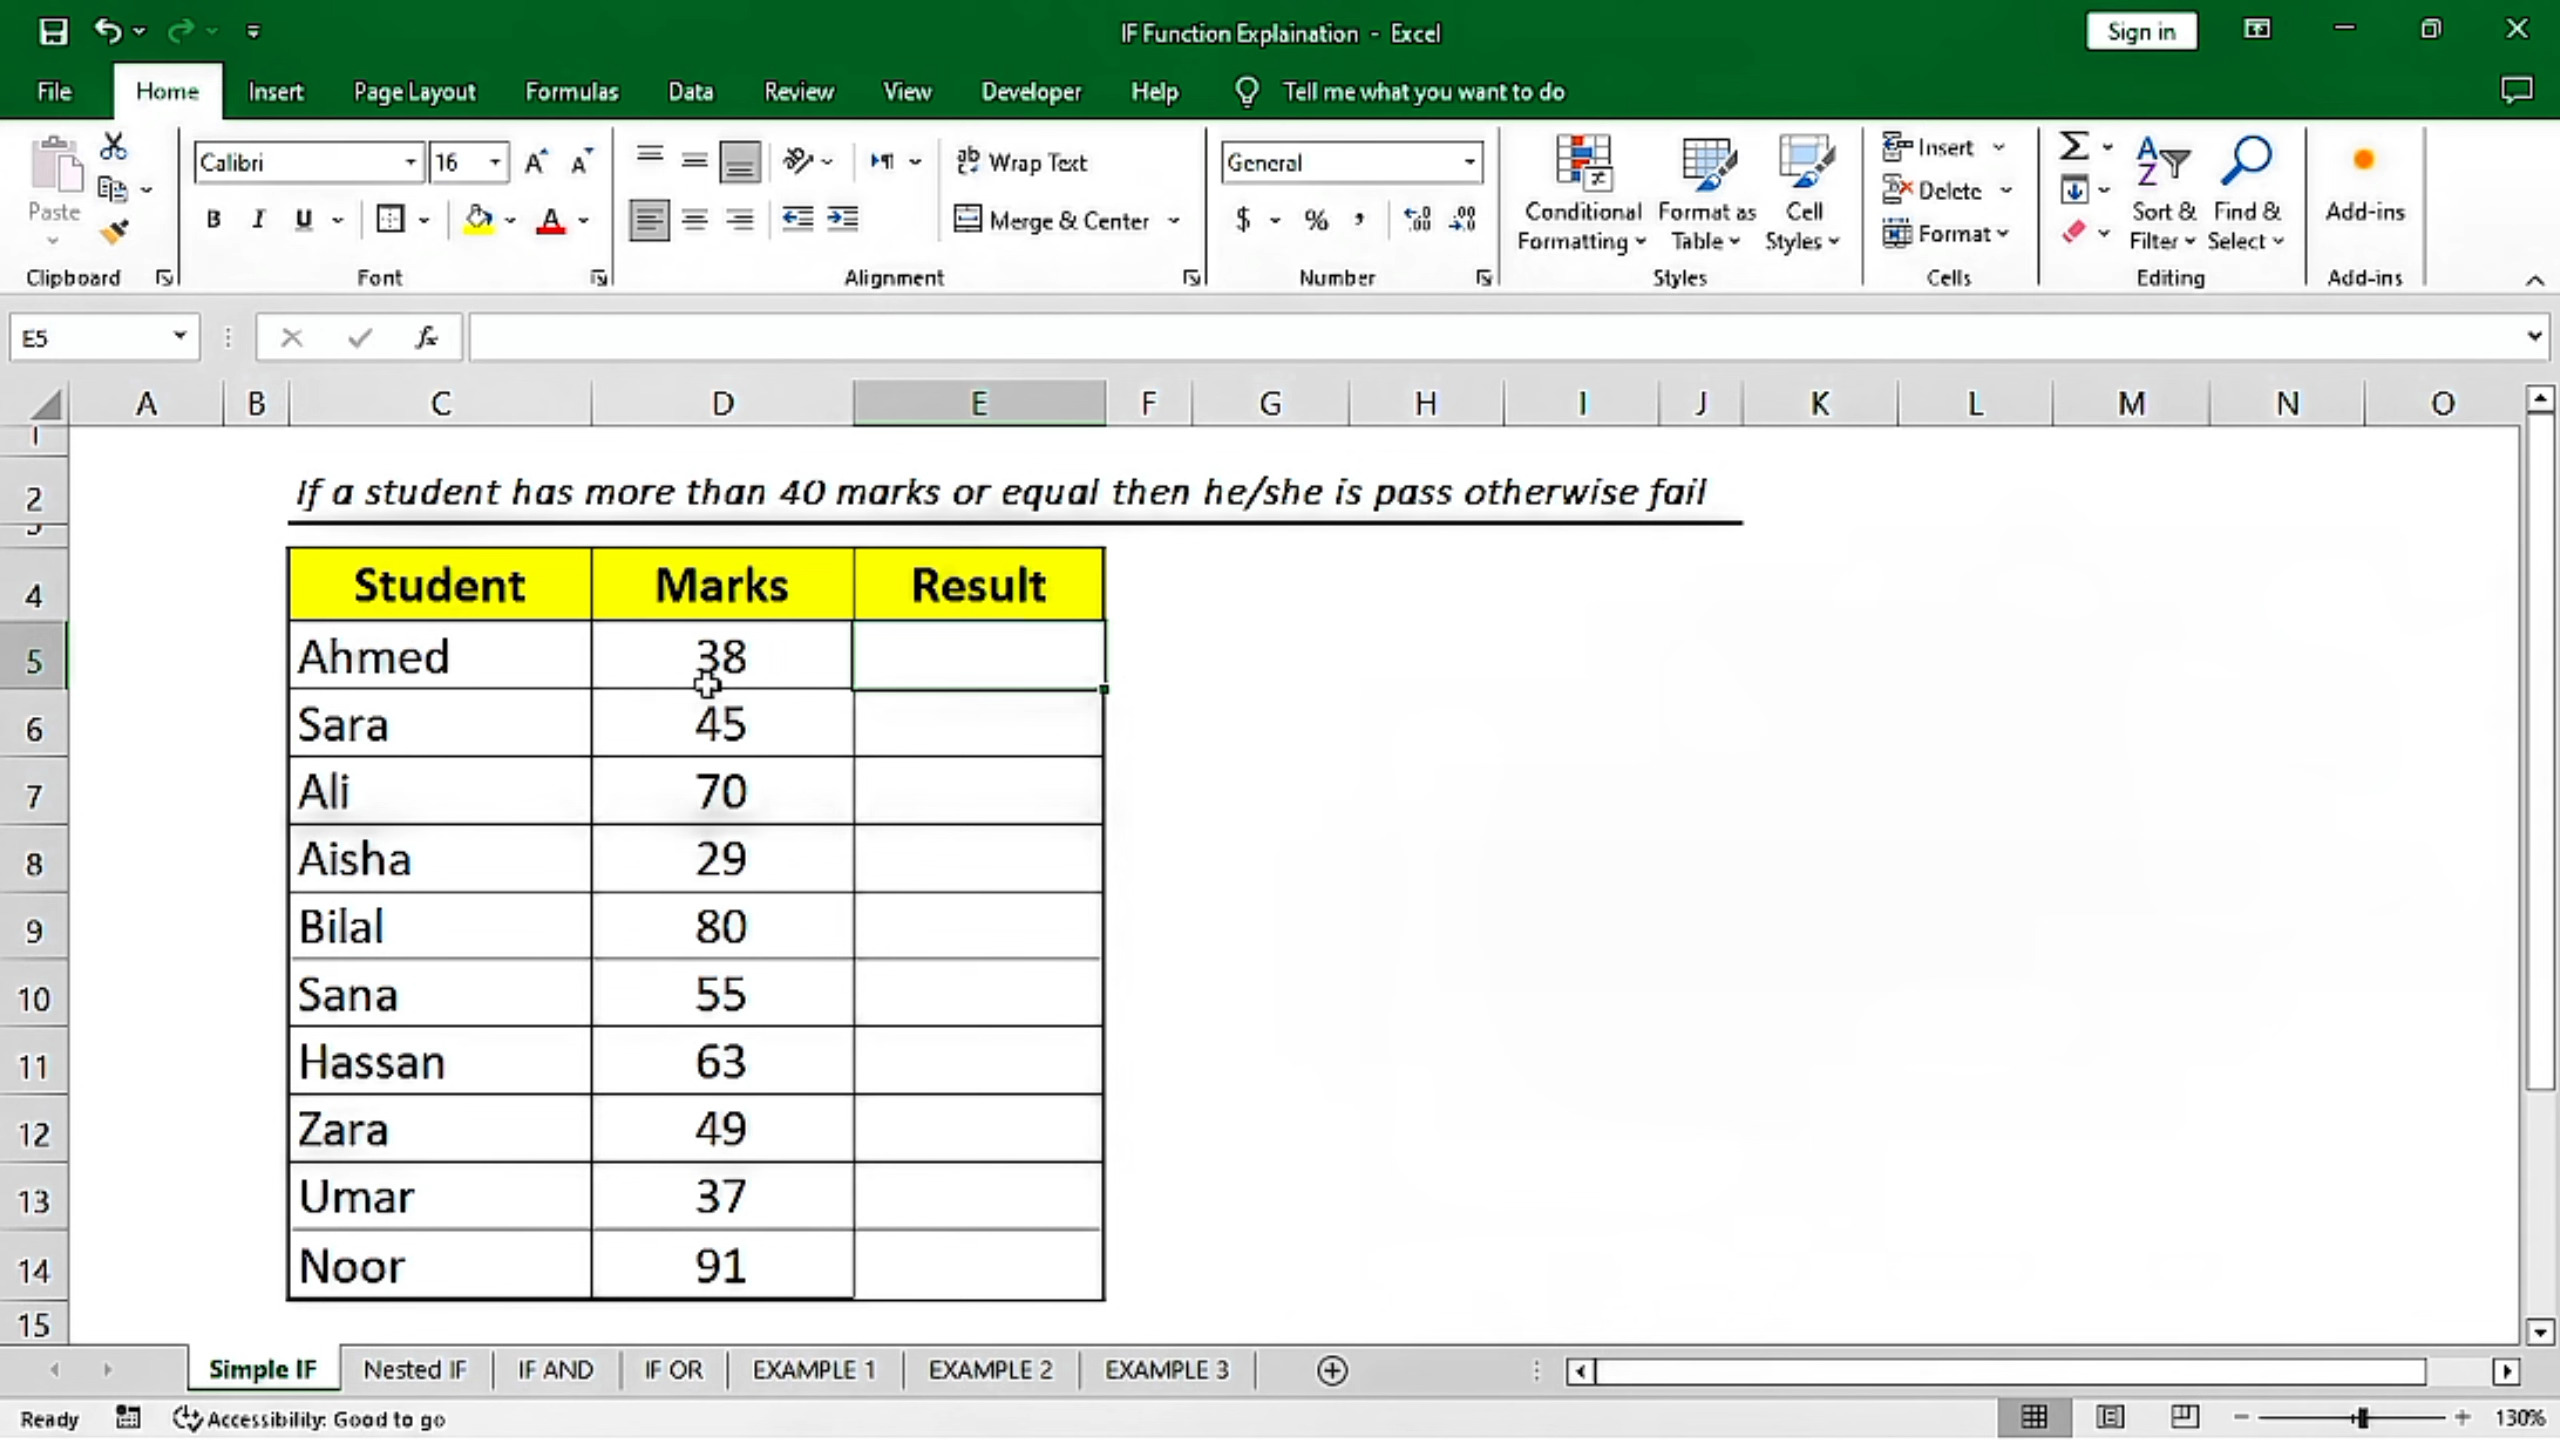 IF Function Explaination - Excel
Sign in
File Home Insert Page Layout Formulas Data Review View Developer Help Tell me what you want to do
Paste
Clipboard
Calibri 16
B I U A
Font
Wrap Text
Merge & Center
Alignment
General
$ % ,
Number
Conditional Formatting
Format as Table
Cell Styles
Styles
Insert
Delete
Format
Cells
Sort & Filter
Find & Select
Editing
Add-ins
Add-ins
E5 fx
A B C D E F G H I J K L M N O
1
2 If a student has more than 40 marks or equal then he/she is pass otherwise fail
3
4 Student Marks Result
5 Ahmed 38
6 Sara 45
7 Ali 70
8 Aisha 29
9 Bilal 80
10 Sana 55
11 Hassan 63
12 Zara 49
13 Umar 37
14 Noor 91
15
Simple IF Nested IF IF AND IF OR EXAMPLE 1 EXAMPLE 2 EXAMPLE 3
Ready Accessibility: Good to go 130%